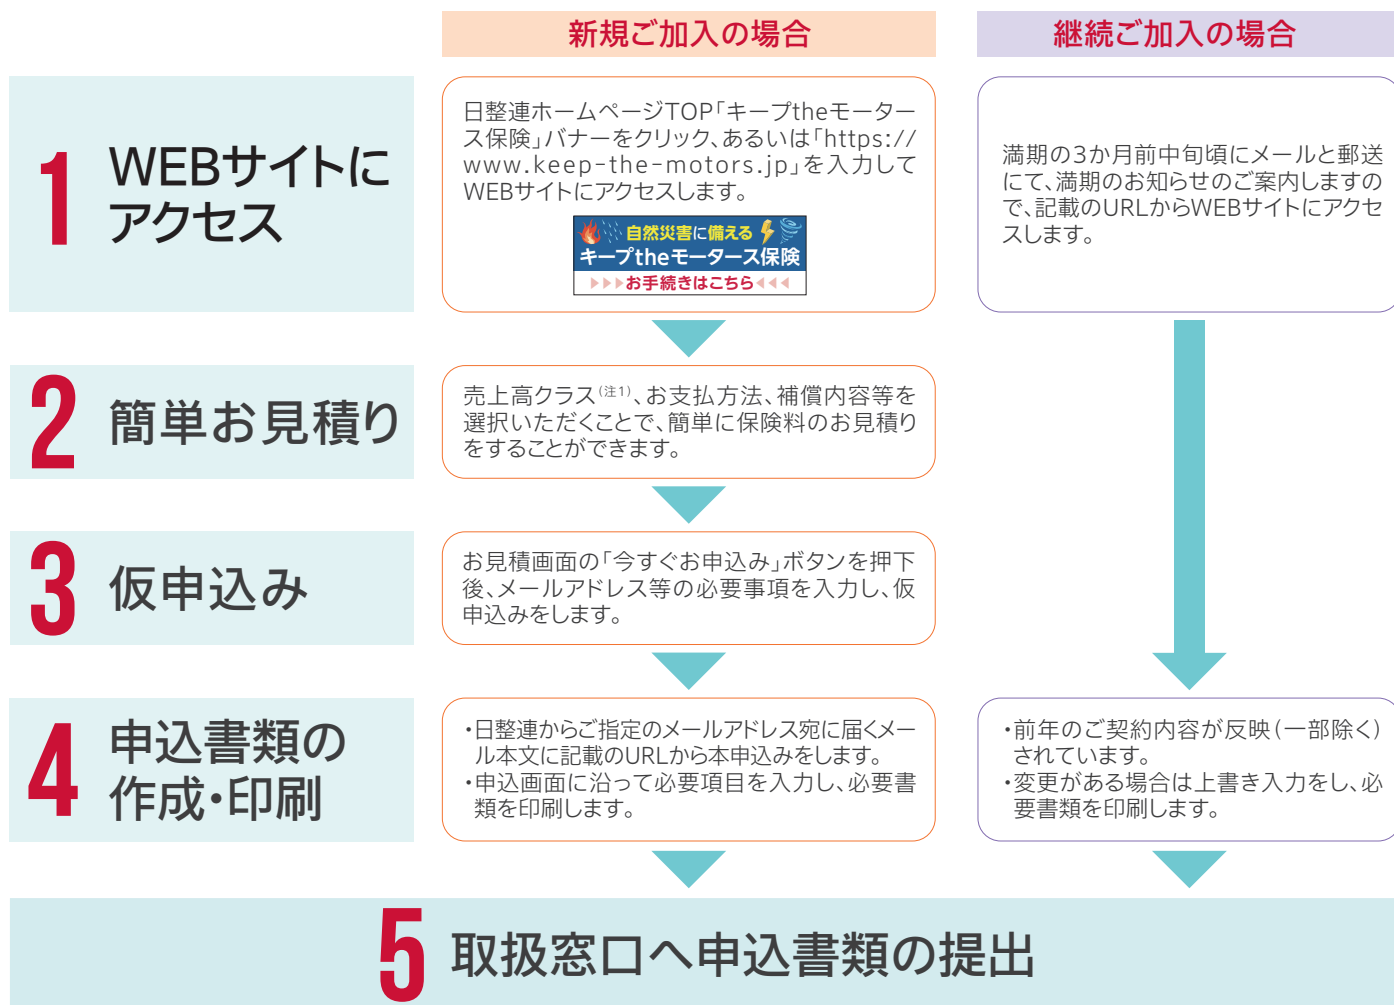 新規ご加入の場合
継続ご加入の場合
1 WEBサイトに
アクセス
日整連ホームページTOP「キープtheモーター
ス保険」バナーをクリック、あるいは「https://
www.keep-the-motors.jp」を入力して
WEBサイトにアクセスします。
自然災害に備える
キープtheモータース保険
▶▶▶お手続きはこちら◀◀◀
満期の3か月前中旬頃にメールと郵送
にて、満期のお知らせのご案内しますの
で、記載のURLからWEBサイトにアクセ
スします。
2 簡単お見積り
売上高クラス(注1)、お支払方法、補償内容等を
選択いただくことで、簡単に保険料のお見積り
をすることができます。
3 仮申込み
お見積画面の「今すぐお申込み」ボタンを押下
後、メールアドレス等の必要事項を入力し、仮
申込みをします。
4 申込書類の
作成・印刷
・日整連からご指定のメールアドレス宛に届くメー
ル本文に記載のURLから本申込みをします。
・申込画面に沿って必要項目を入力し、必要書
類を印刷します。
・前年のご契約内容が反映(一部除く)
されています。
・変更がある場合は上書き入力をし、必
要書類を印刷します。
5 取扱窓口へ申込書類の提出